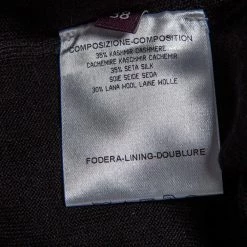 38
COMPOSIZIONE-COMPOSITION
35% KASHMIR CASHMERE
CACHEMIRE KASCHMIR CACHEMIR
35% SETA SILK
SOIE SEIDE SEDA
30% LANA WOOL LAINE WOLLE
FODERA-LINING-DOUBLURE